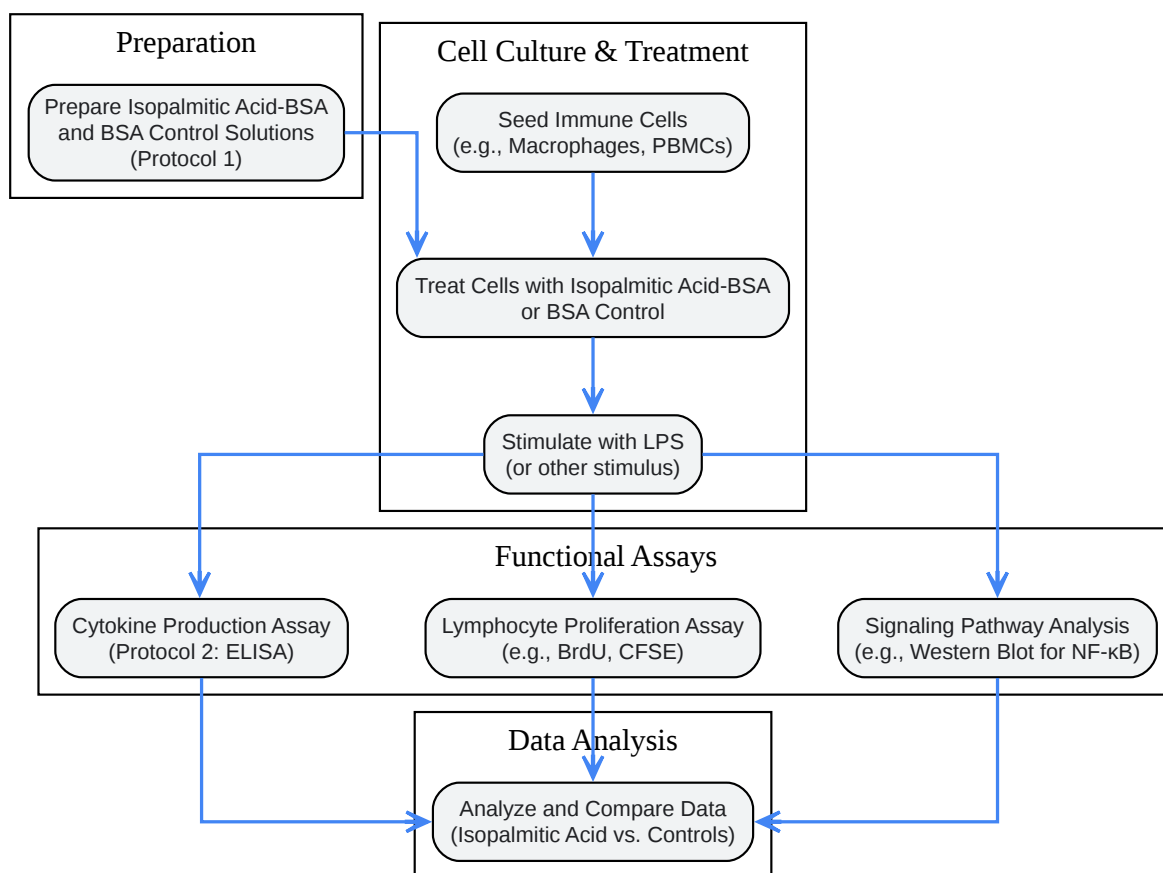 Preparation
Prepare Isopalmitic Acid-BSA
and BSA Control Solutions
(Protocol 1)
Cell Culture & Treatment
Seed Immune Cells
(e.g., Macrophages, PBMCs)
Treat Cells with Isopalmitic Acid-BSA
or BSA Control
Stimulate with LPS
(or other stimulus)
Functional Assays
Cytokine Production Assay
(Protocol 2: ELISA)
Lymphocyte Proliferation Assay
(e.g., BrdU, CFSE)
Signaling Pathway Analysis
(e.g., Western Blot for NF-κB)
Data Analysis
Analyze and Compare Data
(Isopalmitic Acid vs. Controls)